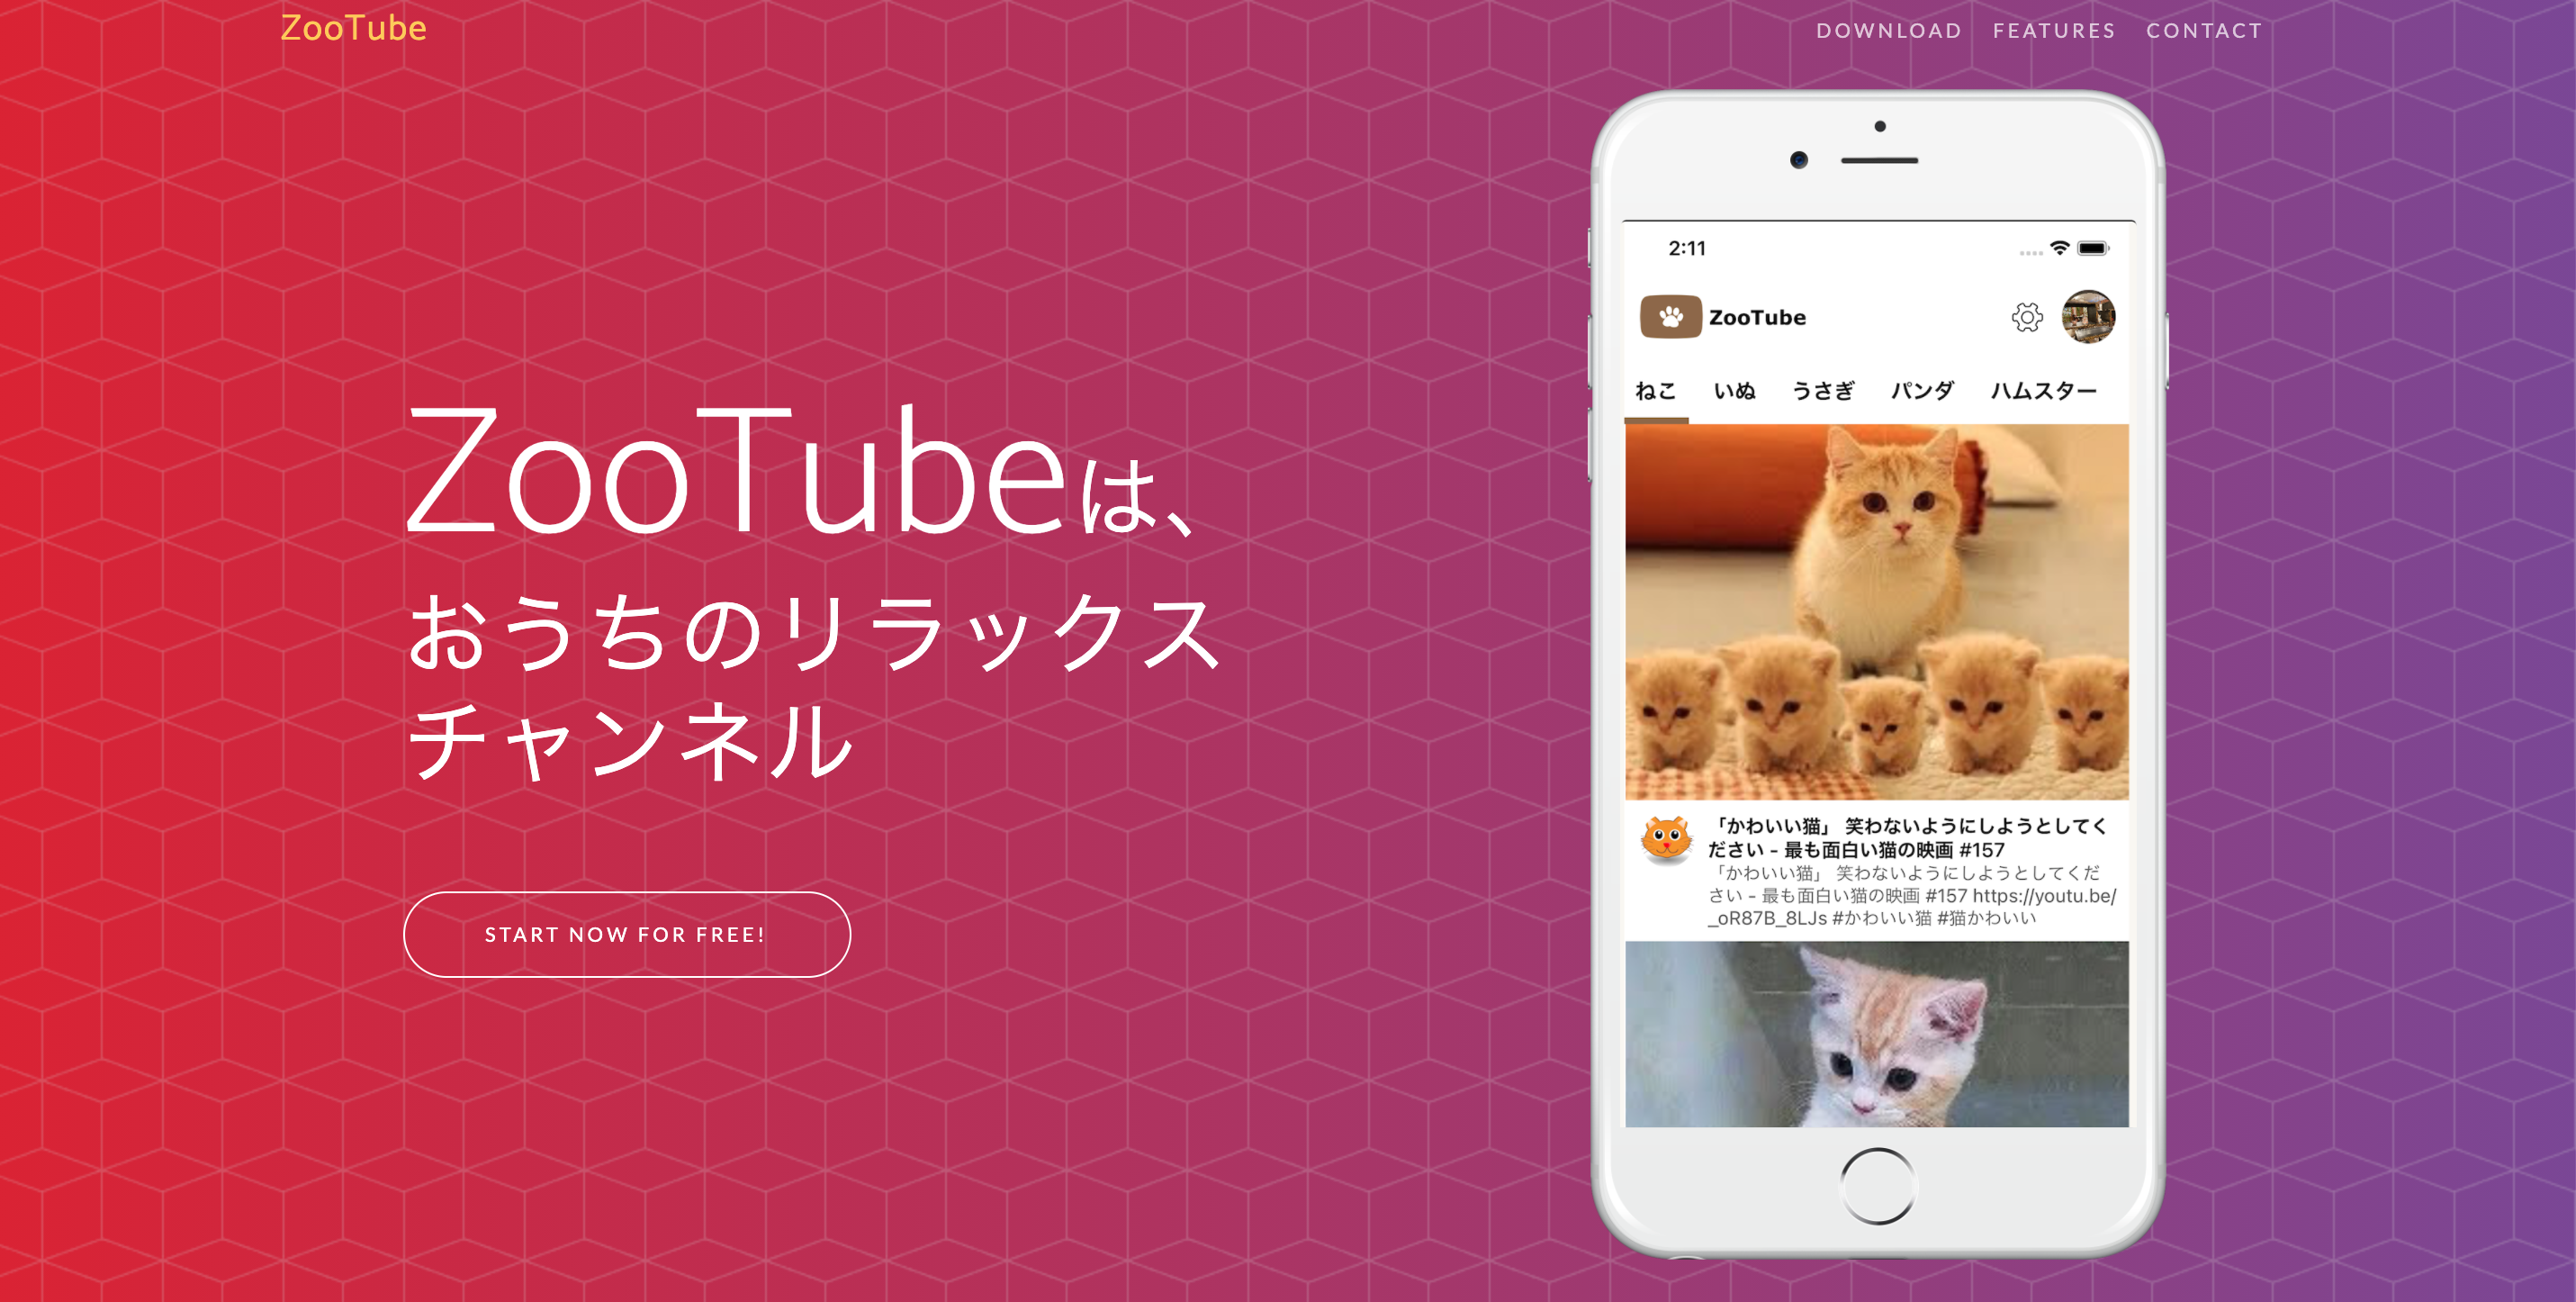 ZooTube
DOWNLOAD FEATURES CONTACT
ZooTubeは、
おうちのリラックス
チャンネル
START NOW FOR FREE!
2:11
ZooTube
ねこ いぬ うさぎ パンダ ハムスター
「かわいい猫」 笑わないようにしようとしてく
ださい - 最も面白い猫の映画 #157
「かわいい猫」 笑わないようにしようとしてくだ
さい - 最も面白い猫の映画 #157 https://youtu.be/
_oR87B_8LJs #かわいい猫 #猫かわいい